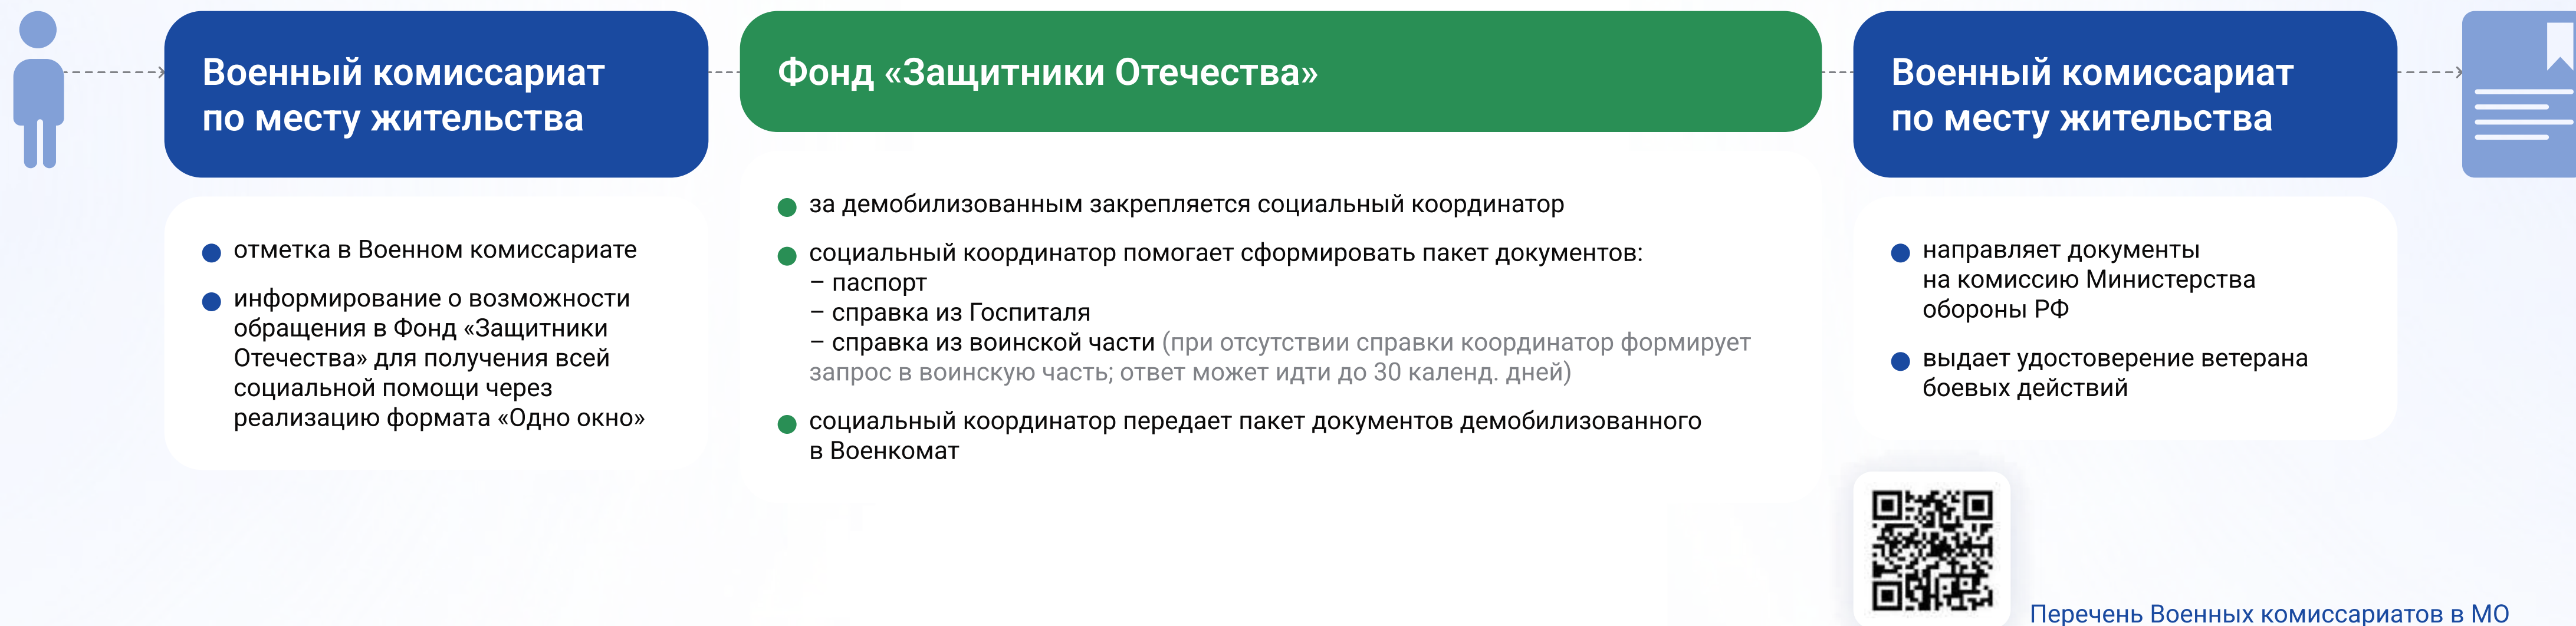 Военный комиссариат
по месту жительства
отметка в Военном комиссариате
информирование о возможности
обращения в Фонд «Защитники
Отечества» для получения всей
социальной помощи через
реализацию формата «Одно окно»
Фонд «Защитники Отечества»
за демобилизованным закрепляется социальный координатор
социальный координатор помогает сформировать пакет документов:
– паспорт
– справка из Госпиталя
– справка из воинской части (при отсутствии справки координатор формирует
запрос в воинскую часть; ответ может идти до 30 календ. дней)
социальный координатор передает пакет документов демобилизованного
в Военкомат
Военный комиссариат
по месту жительства
направляет документы
на комиссию Министерства
обороны РФ
выдает удостоверение ветерана
боевых действий
Перечень Военных комиссариатов в МО